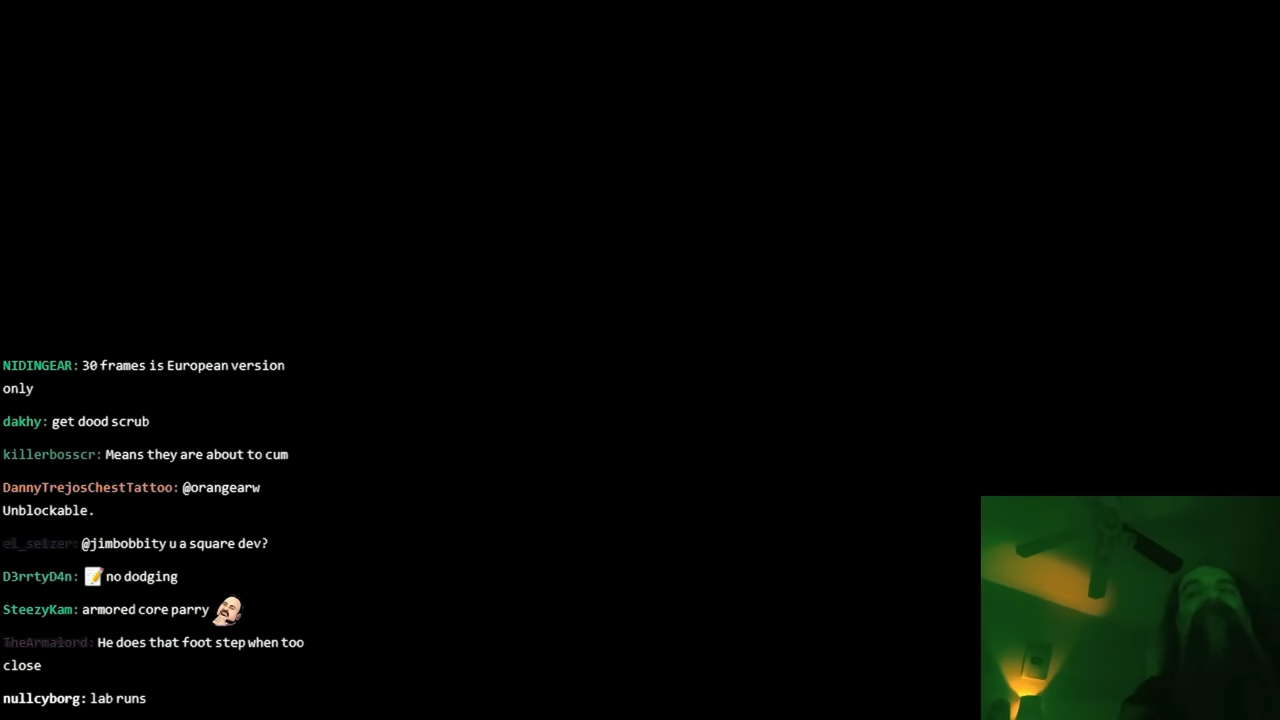 NIDINGEAR: 30 frames is European version
only
dakhy: get dood scrub
killerbosscr: Means they are about to cum
DannyTrejosChestTattoo: @orangearw
Unblockable.
el_seizer: @jimbobbity u a square dev?
D3rrtyD4n: 📝 no dodging
SteezyKam: armored core parry
TheArmalord: He does that foot step when too
close
nullcyborg: lab runs